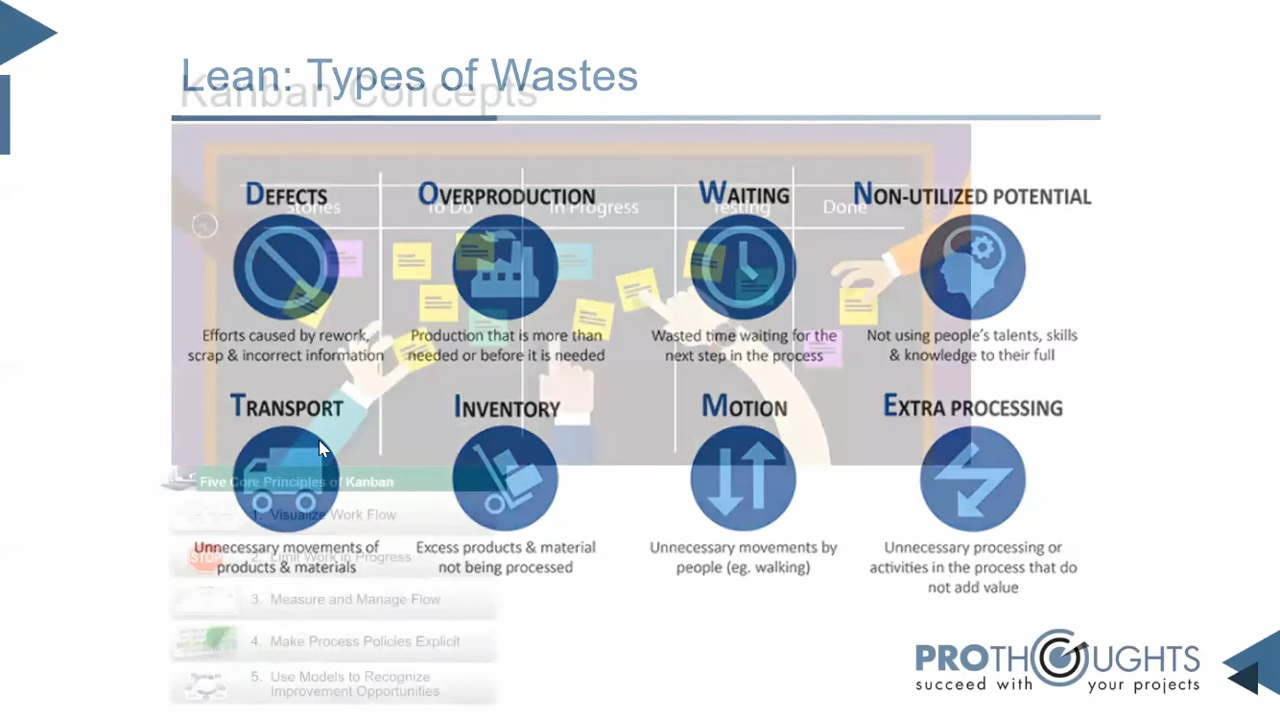 Lean: Types of Wastes
Kanban Concepts
DEFECTS
OVERPRODUCTION
WAITING
NON-UTILIZED POTENTIAL
Stories
To Do
In Progress
Testing
Done
Efforts caused by rework,
scrap & incorrect information
Production that is more than
needed or before it is needed
Wasted time waiting for the
next step in the process
Not using people's talents, skills
& knowledge to their full
TRANSPORT
INVENTORY
MOTION
EXTRA PROCESSING
Unnecessary movements of
products & materials
Excess products & material
not being processed
Unnecessary movements by
people (eg. walking)
Unnecessary processing or
activities in the process that do
not add value
Five Core Principles of Kanban
1. Visualize Work Flow
STOP
2. Limit Work in Progress
3. Measure and Manage Flow
4. Make Process Policies Explicit
5. Use Models to Recognize
Improvement Opportunities
PROTHOUGHTS
succeed with your projects